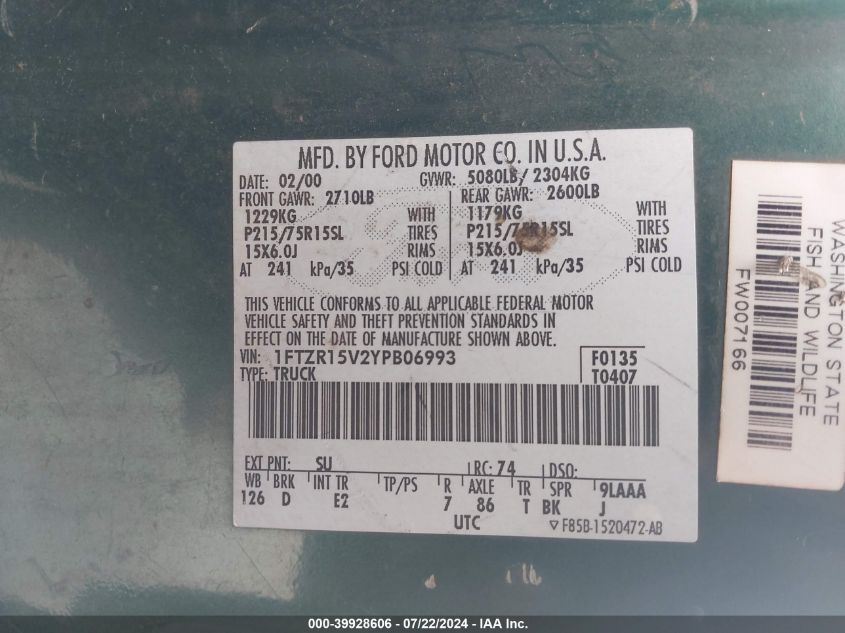 MFD. BY FORD MOTOR CO. IN U.S.A.
DATE: 02/00 GVWR: 5080LB/ 2304KG
FRONT GAWR: 2710LB REAR GAWR: 2600LB
1229KG WITH 1179KG WITH
P215/75R15SL TIRES P215/75R15SL TIRES
15X6.0J RIMS 15X6.0J RIMS
AT 241 kPa/35 PSI COLD AT 241 kPa/35 PSI COLD
THIS VEHICLE CONFORMS TO ALL APPLICABLE FEDERAL MOTOR
VEHICLE SAFETY AND THEFT PREVENTION STANDARDS IN
EFFECT ON THE DATE OF MANUFACTURE SHOWN ABOVE.
VIN: 1FTZR15V2YPB06993 F0135
TYPE: TRUCK T0407
EXT PNT: SU RC: 74 DSO:
WB BRK INT TR TP/PS R AXLE TR SPR 9LAAA
126 D E2 7 86 T BK J
UTC F85B-1520472-AB
WASHINGTON STATE
FISH AND WILDLIFE
FW007166
000-39928606 - 07/22/2024 - IAA Inc.